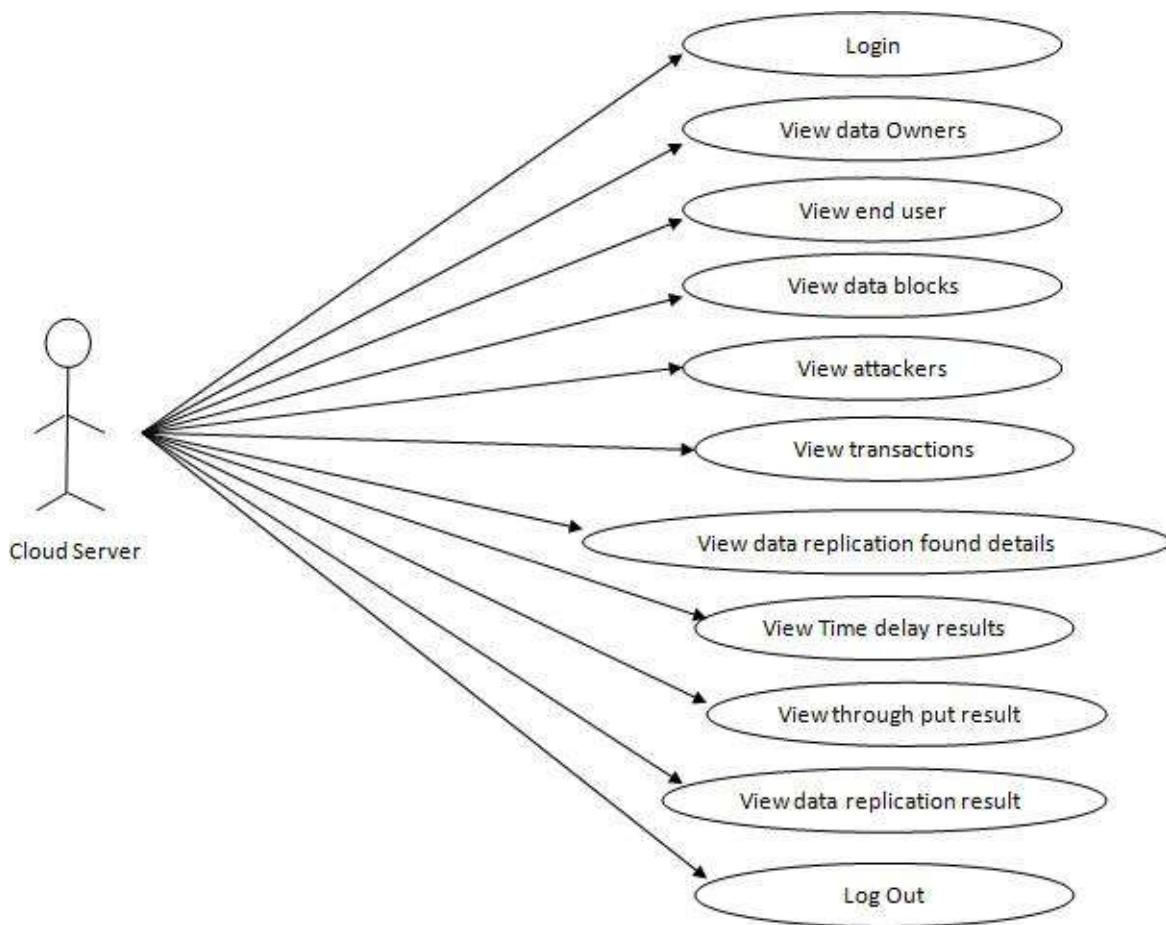 Login
View data Owners
View end user
View data blocks
View attackers
View transactions
Cloud Server
View data replication found details
View Time delay results
View through put result
View data replication result
Log Out